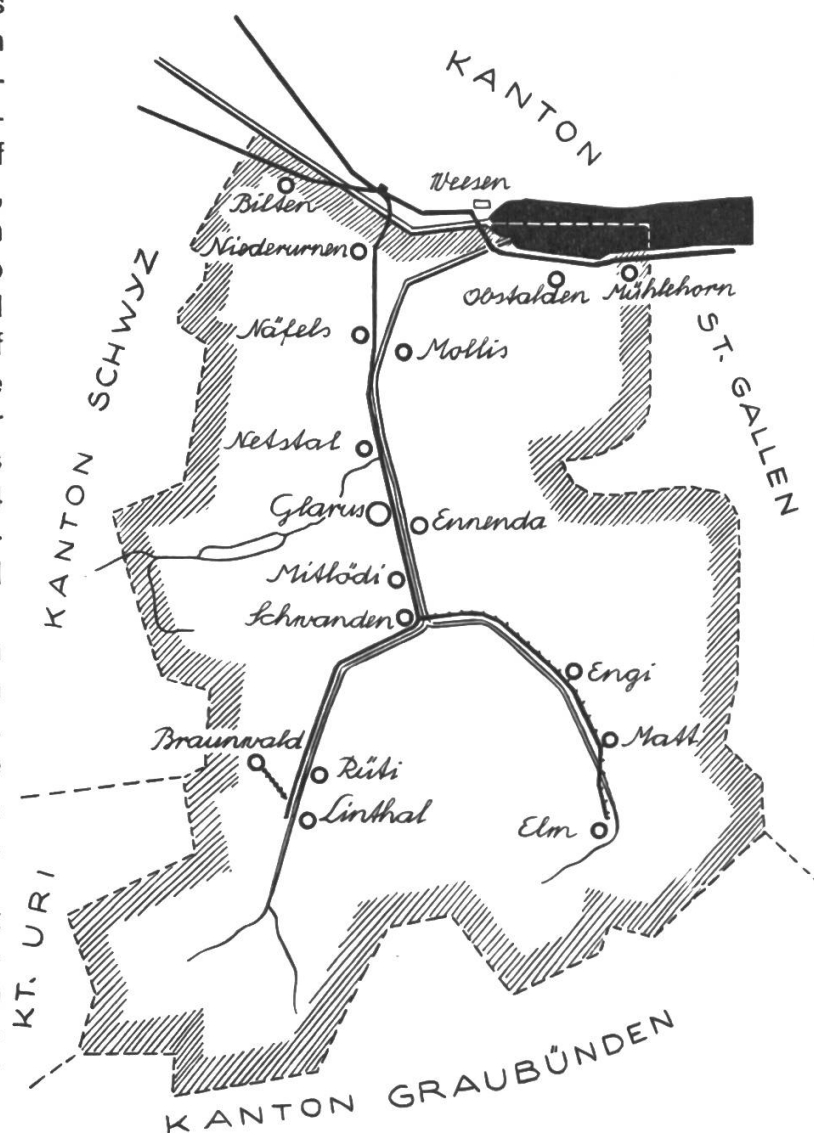 KANTON
Weesen
Bilten
Niederurnen
Obstalden Mühlehorn
KANTON SCHWYZ
ST. GALLEN
Näfels
Mollis
Netstal
Glarus
Ennenda
Mitlödi
Schwanden
Engi
Braunwald
Matt
Rüti
Linthal
Elm
KT. URI
KANTON GRAUBÜNDEN